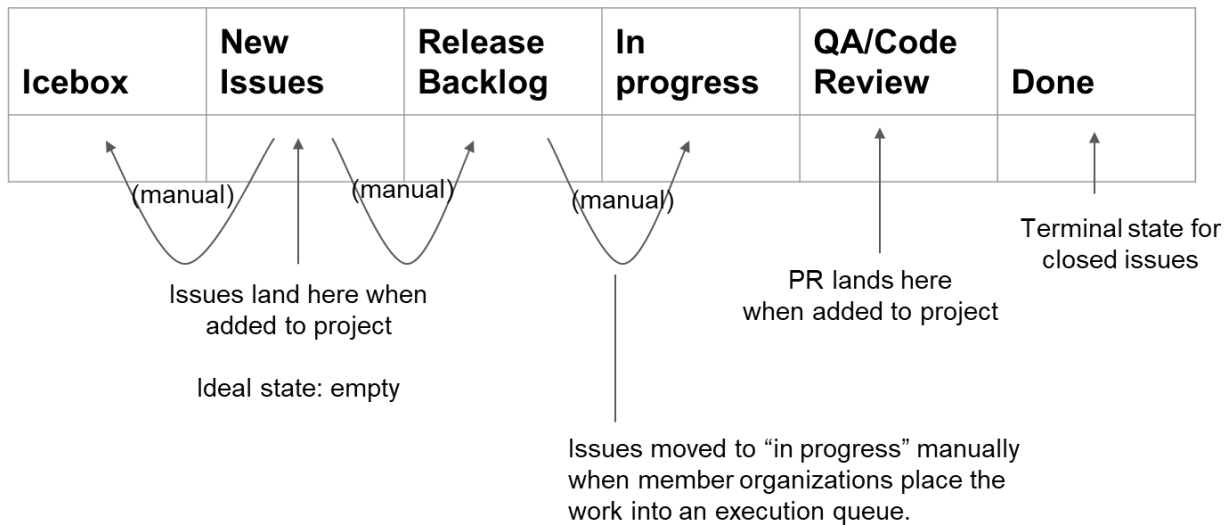 Icebox
New
Issues
Release
Backlog
In
progress
QA/Code
Review
Done
(manual)
(manual)
(manual)
Issues land here when
added to project
Ideal state: empty
Issues moved to “in progress” manually
when member organizations place the
work into an execution queue.
PR lands here
when added to project
Terminal state for
closed issues